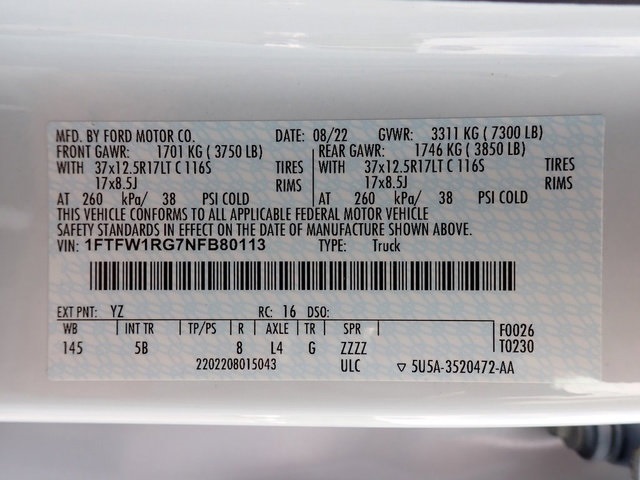 MFD. BY FORD MOTOR CO. DATE: 08/22 GVWR: 3311 KG ( 7300 LB)
FRONT GAWR: 1701 KG ( 3750 LB) REAR GAWR: 1746 KG ( 3850 LB)
WITH 37x12.5R17LT C 116S TIRES WITH 37x12.5R17LT C 116S TIRES
17x8.5J RIMS 17x8.5J RIMS
AT 260 kPa/ 38 PSI COLD AT 260 kPa/ 38 PSI COLD
THIS VEHICLE CONFORMS TO ALL APPLICABLE FEDERAL MOTOR VEHICLE
SAFETY STANDARDS IN EFFECT ON THE DATE OF MANUFACTURE SHOWN ABOVE.
VIN: 1FTFW1RG7NFB80113 TYPE: Truck
EXT PNT: YZ RC: 16 DSO:
WB INT TR TP/PS R AXLE TR SPR F0026
145 5B 8 L4 G ZZZZ T0230
2202208015043 ULC ▽ 5U5A-3520472-AA